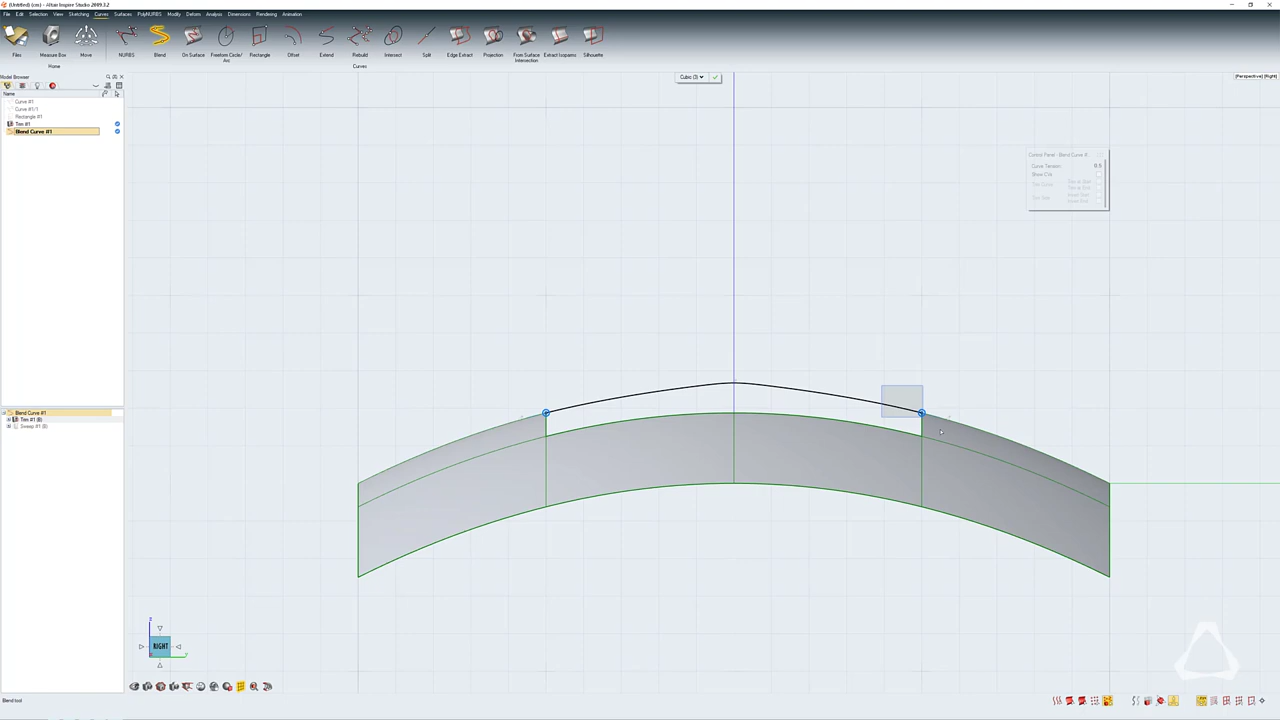 (Untitled) (cm) - Altair Inspire Studio 2009.3.2
File Edit Selection View Sketching Curves Surfaces PolyNURBS Modify Deform Analysis Dimensions Rendering Animation
Files Measure Box Move NURBS Blend On Surface Freeform Circle/Arc Rectangle Offset Extend Rebuild Intersect Split Edge Extract Projection From Surface Intersection Extract Isoparms Silhouette
Home Curves
Model Browser
Cubic (3)
[Perspective] [Right]
Name
Curve #1
Curve #1/1
Rectangle #1
Trim #1
Blend Curve #1
Control Panel - Blend Curve #
Curve Tension
Show CVs
Blend Curve #1
Trim #1 (B)
Sweep #1 (B)
z
RIGHT
Y
Blend tool